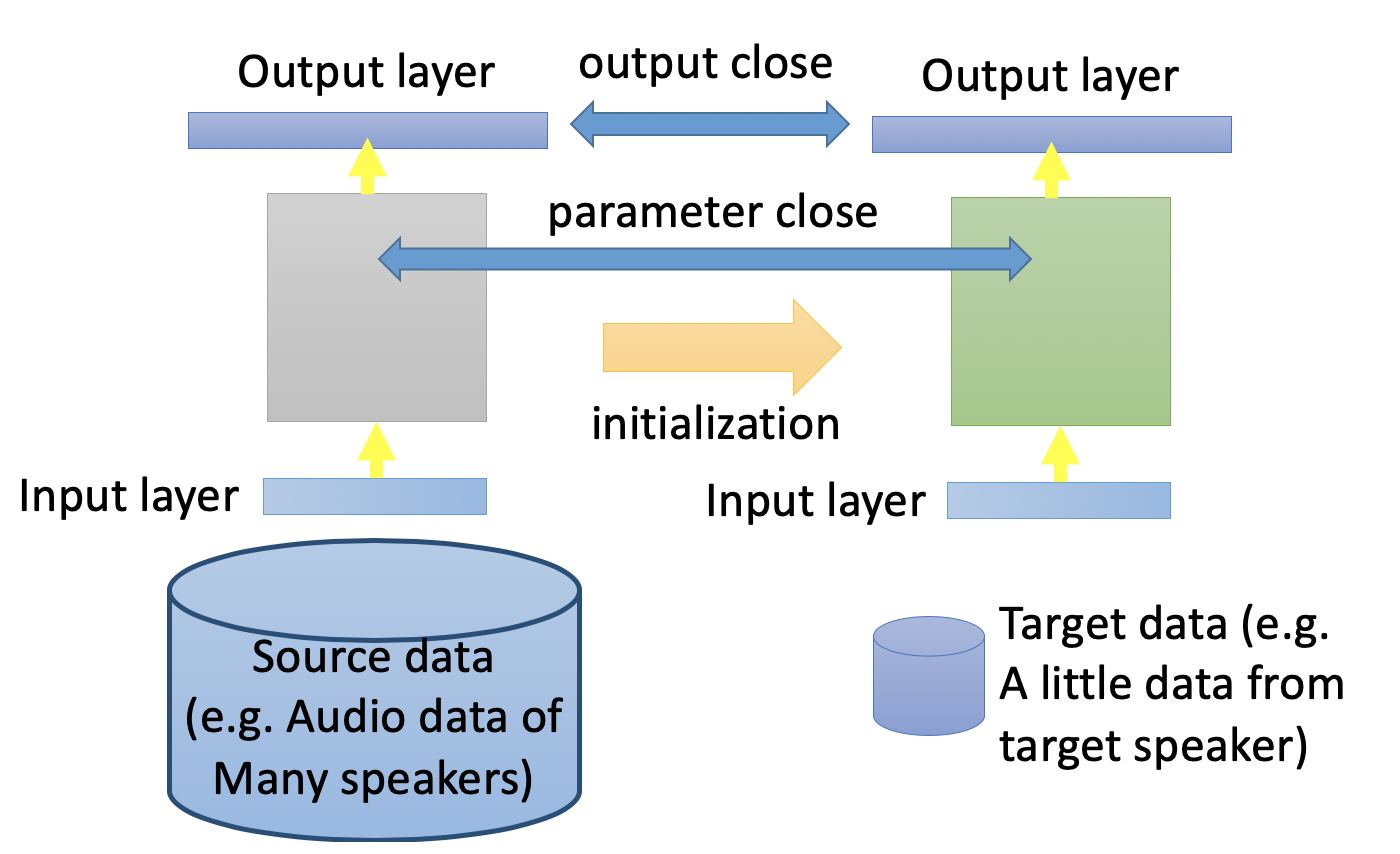 Output layer
output close
Output layer
parameter close
initialization
Input layer
Input layer
Source data
(e.g. Audio data of
Many speakers)
Target data (e.g.
A little data from
target speaker)